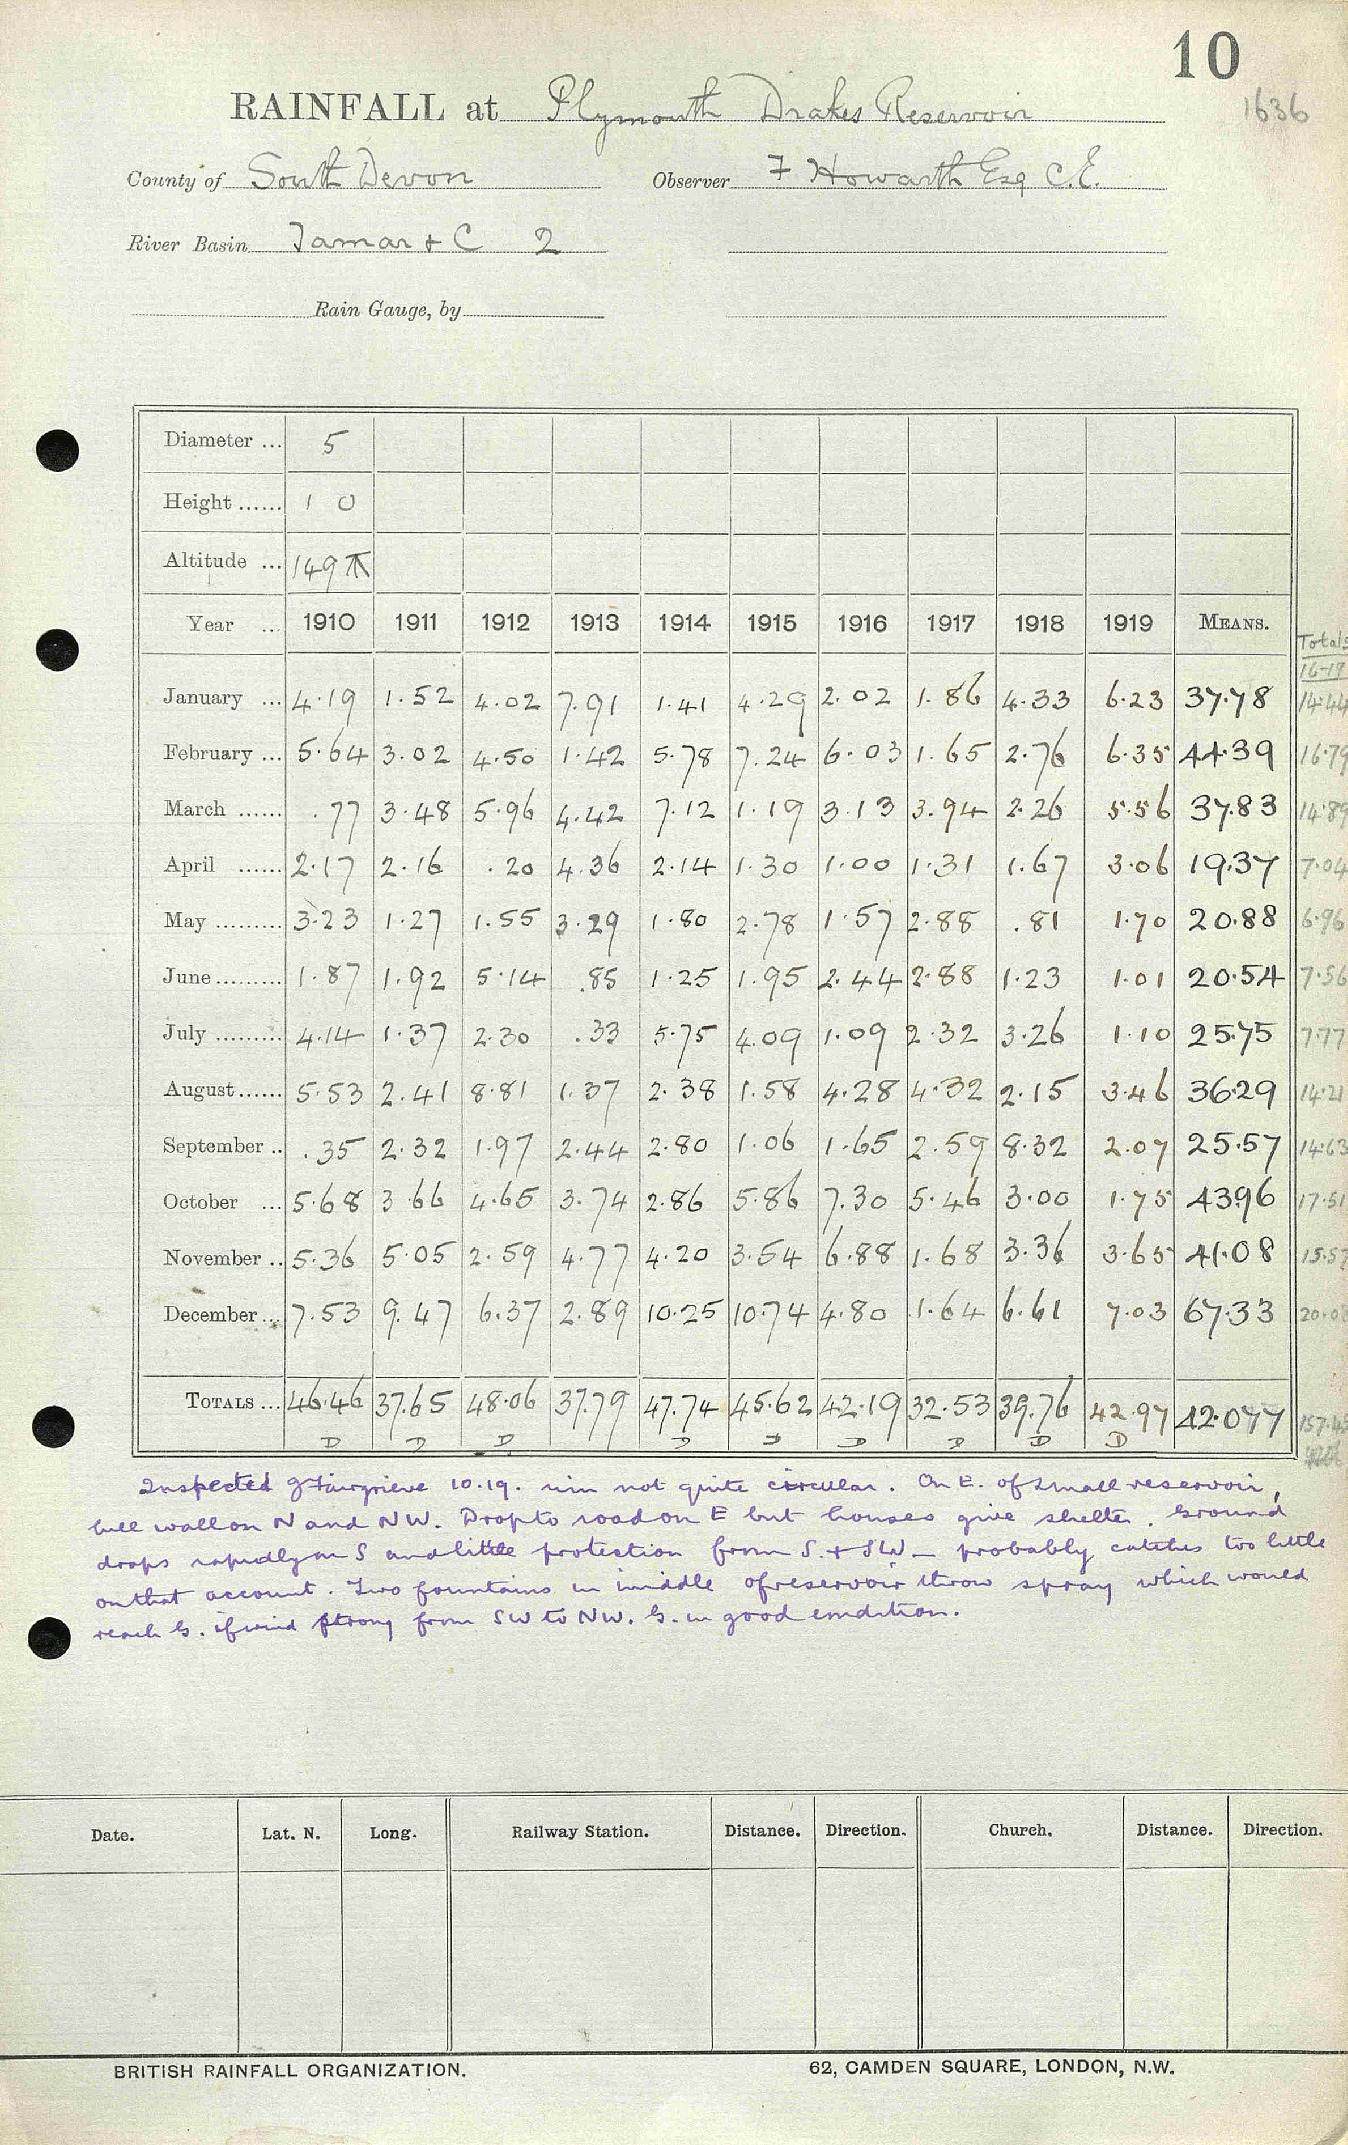 10
1636
RAINFALL at Plymouth Drakes Reservoir
County of South Devon Observer F Howarth Esq C.E.
River Basin Tamar & C 2
Rain Gauge, by
Diameter ... 5
Height ...... 1 0
Altitude ... 149
Year ... 1910 1911 1912 1913 1914 1915 1916 1917 1918 1919 MEANS. Totals
16-19
January ... 4.19 1.52 4.02 7.91 1.41 4.29 2.02 1.86 4.33 6.23 37.78 14.44
February ... 5.64 3.02 4.50 1.42 5.78 7.24 6.03 1.65 2.76 6.35 44.39 16.79
March ...... .77 3.48 5.96 4.42 7.12 1.19 3.13 3.94 2.26 5.56 37.83 14.89
April ...... 2.17 2.16 .20 4.36 2.14 1.30 1.00 1.31 1.67 3.06 19.37 7.04
May ......... 3.23 1.27 1.55 3.29 1.80 2.78 1.57 2.88 .81 1.70 20.88 6.96
June ......... 1.87 1.92 5.14 .85 1.25 1.95 2.44 2.88 1.23 1.01 20.54 7.56
July ......... 4.14 1.37 2.30 .33 5.75 4.09 1.09 2.32 3.26 1.10 25.75 7.77
August ...... 5.53 2.41 8.81 1.37 2.38 1.58 4.28 4.32 2.15 3.46 36.29 14.21
September .. .35 2.32 1.97 2.44 2.80 1.06 1.65 2.59 8.32 2.07 25.57 14.63
October ... 5.68 3 66 4.65 3.74 2.86 5.86 7.30 5.46 3.00 1.75 43.96 17.51
November .. 5.36 5.05 2.59 4.77 4.20 3.54 6.88 1.68 3.36 3.65 41.08 15.57
December ... 7.53 9.47 6.37 2.89 10.25 10.74 4.80 1.64 6.61 7.03 67.33 20.08
TOTALS ... 46.46 37.65 48.06 37.79 47.74 45.62 42.19 32.53 39.76 42.97 42.077
D D D D D D D D D
Inspected J Fairgrieve 10.19. rim not quite circular. On E. of small reservoir,
wall on N and NW. Drop to road on E but houses give shelter. Ground
drops rapidly on S and little protection from S. + SW — probably catches too little
on that account. Two fountains in middle of reservoir throw spray which would
reach G. if wind strong from SW to NW. G. in good condition.
Date. Lat. N. Long. Railway Station. Distance. Direction. Church. Distance. Direction.
BRITISH RAINFALL ORGANIZATION. 62, CAMDEN SQUARE, LONDON, N.W.